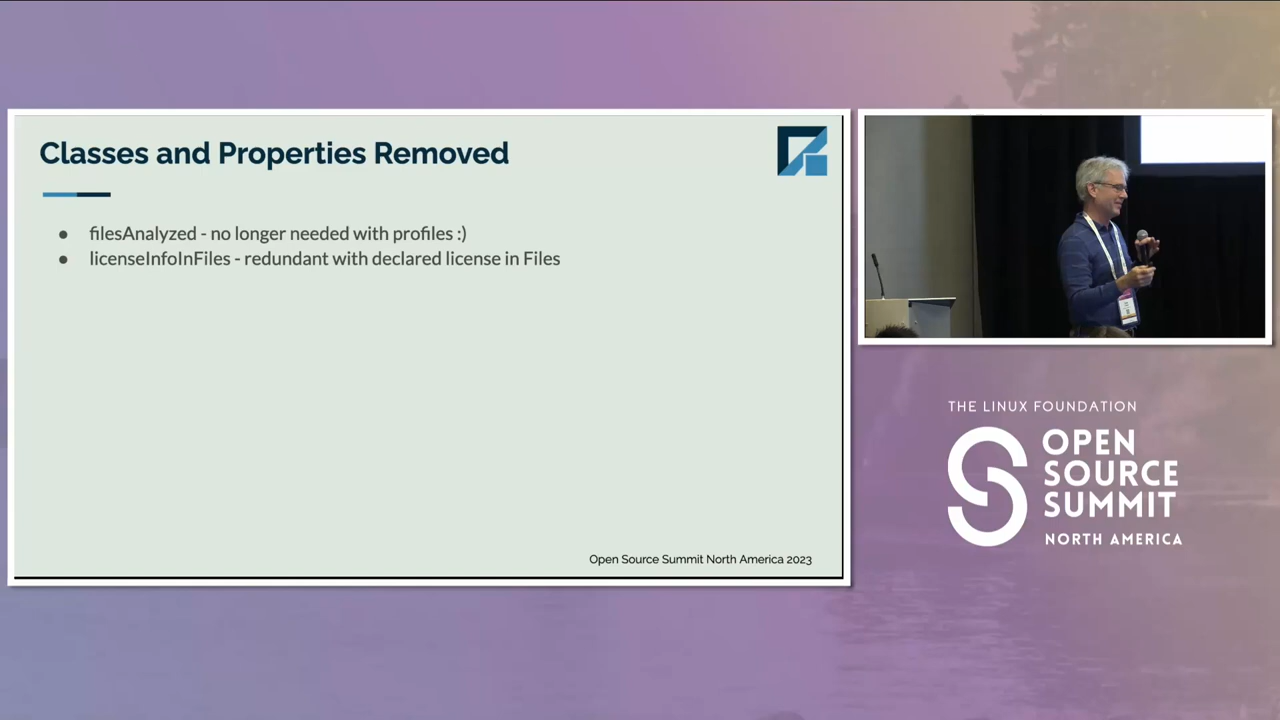 Classes and Properties Removed
● filesAnalyzed - no longer needed with profiles :)
● licenseInfoInFiles - redundant with declared license in Files
Open Source Summit North America 2023
THE LINUX FOUNDATION
OPEN
SOURCE
SUMMIT
NORTH AMERICA